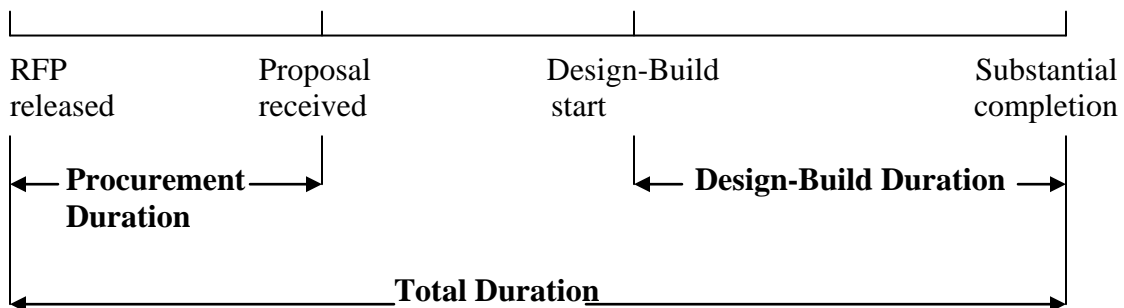 RFP Proposal Design-Build Substantial
released received start completion
Procurement Design-Build Duration
Duration
Total Duration